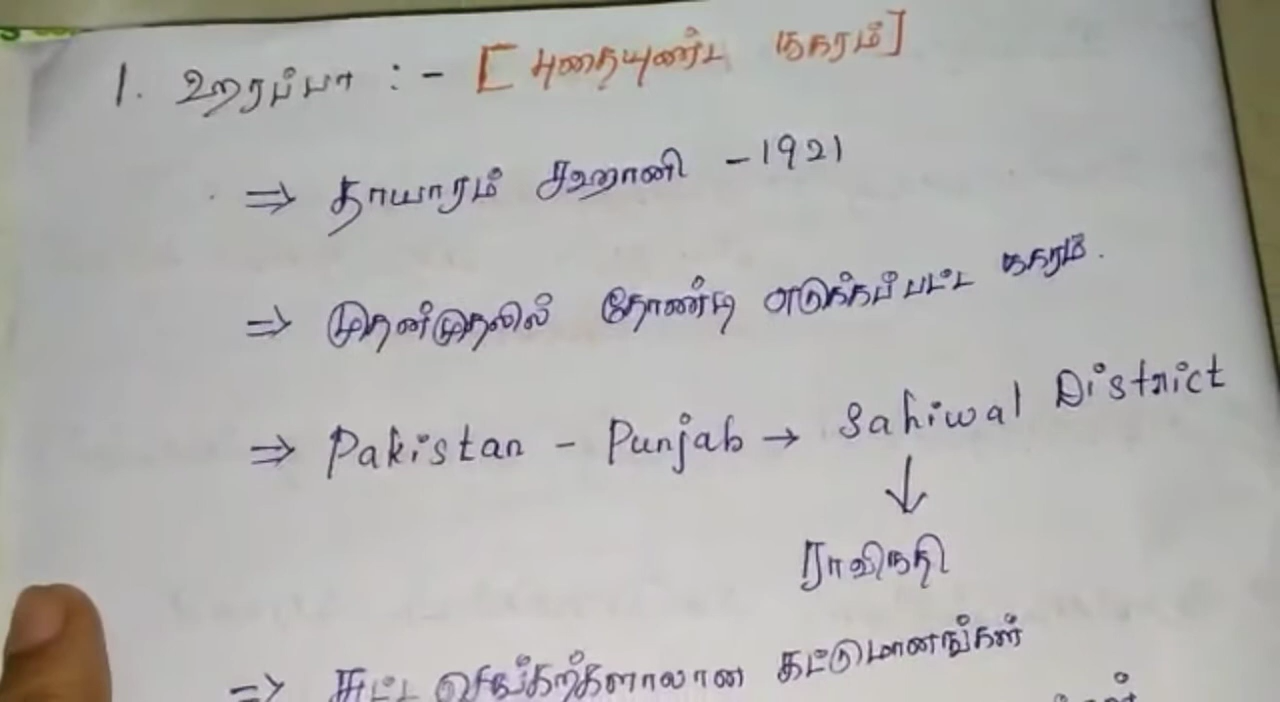 1. ஹரப்பா : - [புதையுண்ட நகரம்]
⇒ தாயாரம் சஹானி - 1921
⇒ முதன்முதலில் தோண்டி எடுக்கப்பட்ட நகரம்.
⇒ Pakistan - Punjab → Sahiwal District
↓
ராவிநதி
⇒ சுட்ட செங்கற்களாலான கட்டுமானங்கள்